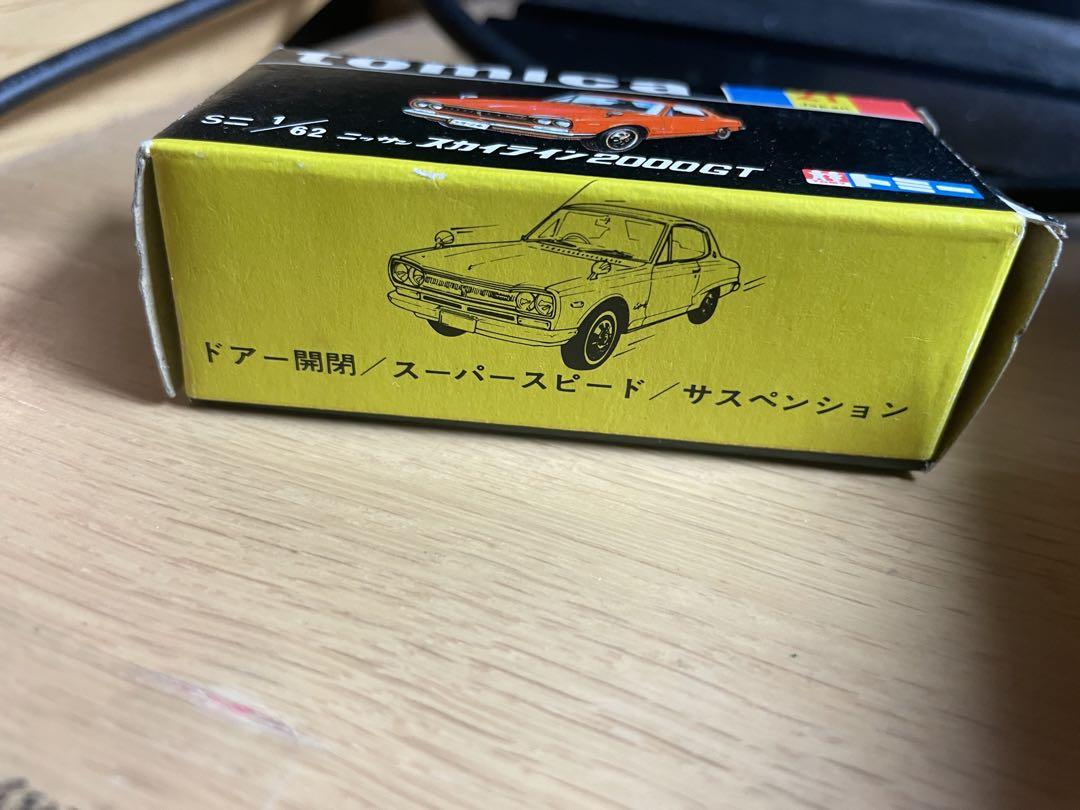 tomica
21
Japan
S= 1/62 ニッサン スカイライン2000GT
トミー
ドアー開閉/スーパースピード/サスペンション